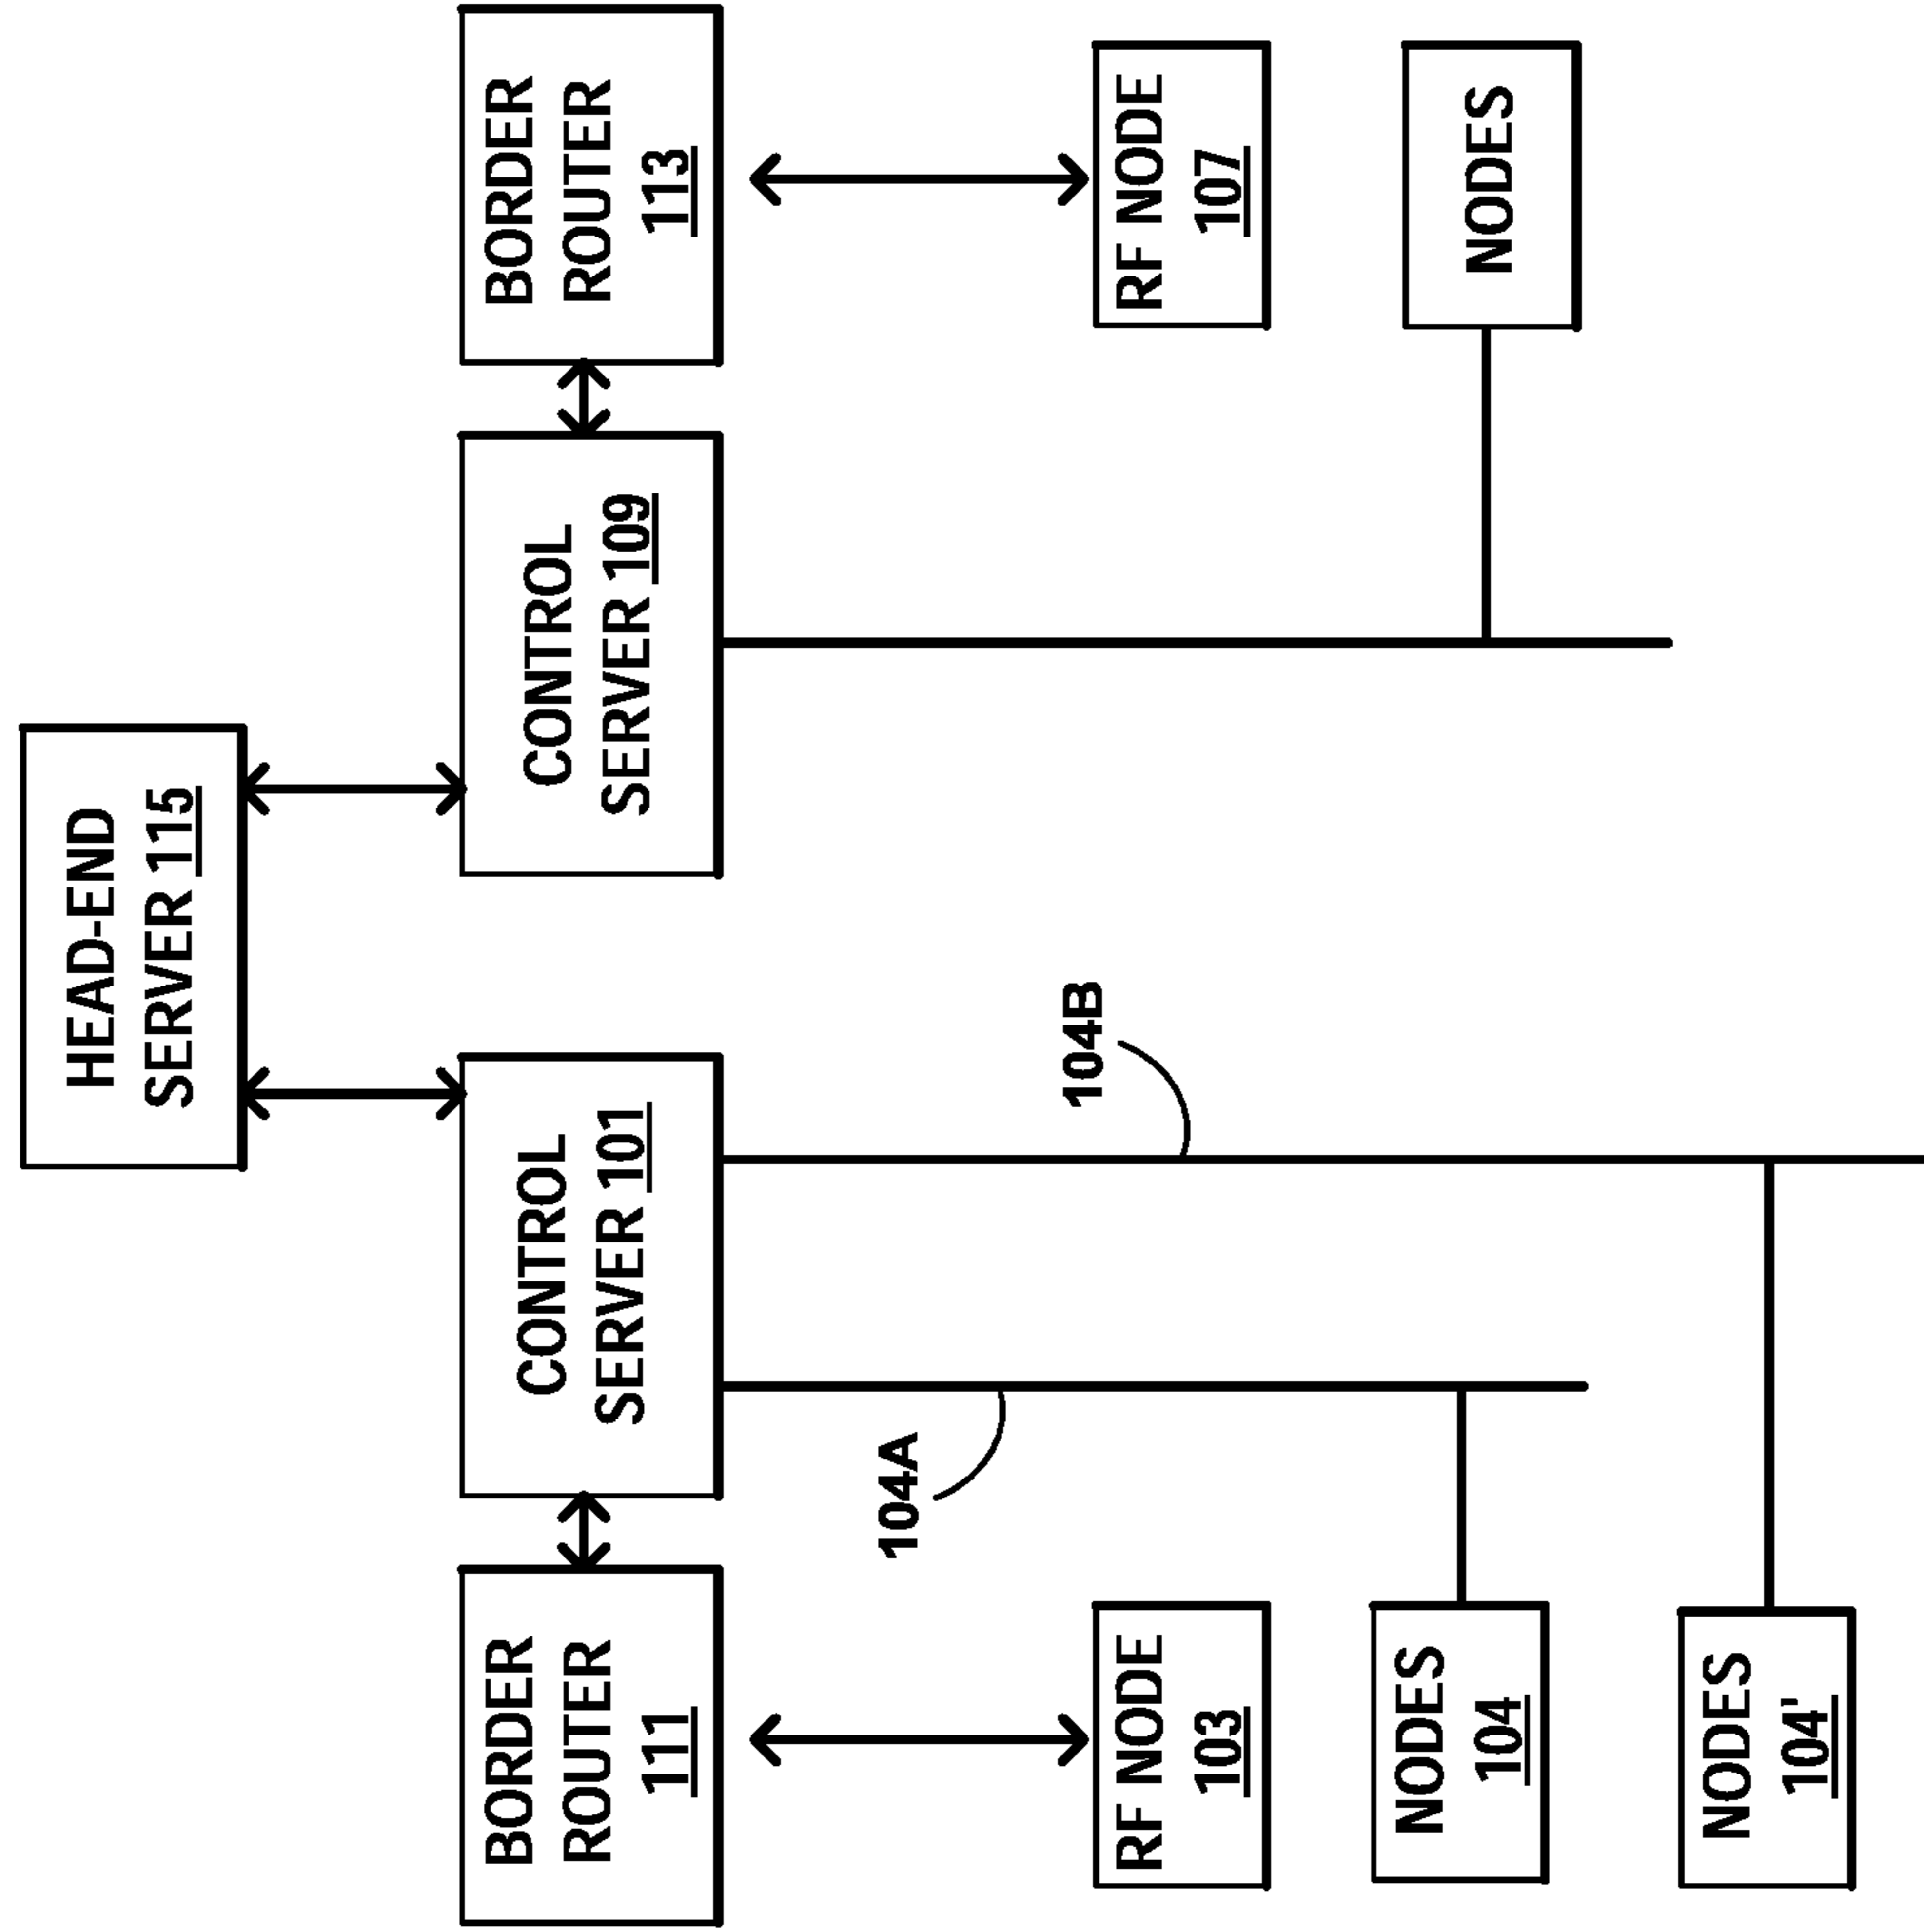 HEAD-END
SERVER 115
BORDER
ROUTER
111
CONTROL
SERVER 101
CONTROL
SERVER 109
BORDER
ROUTER
113
104A
104B
RF NODE
103
RF NODE
107
NODES
104
NODES
NODES
104'